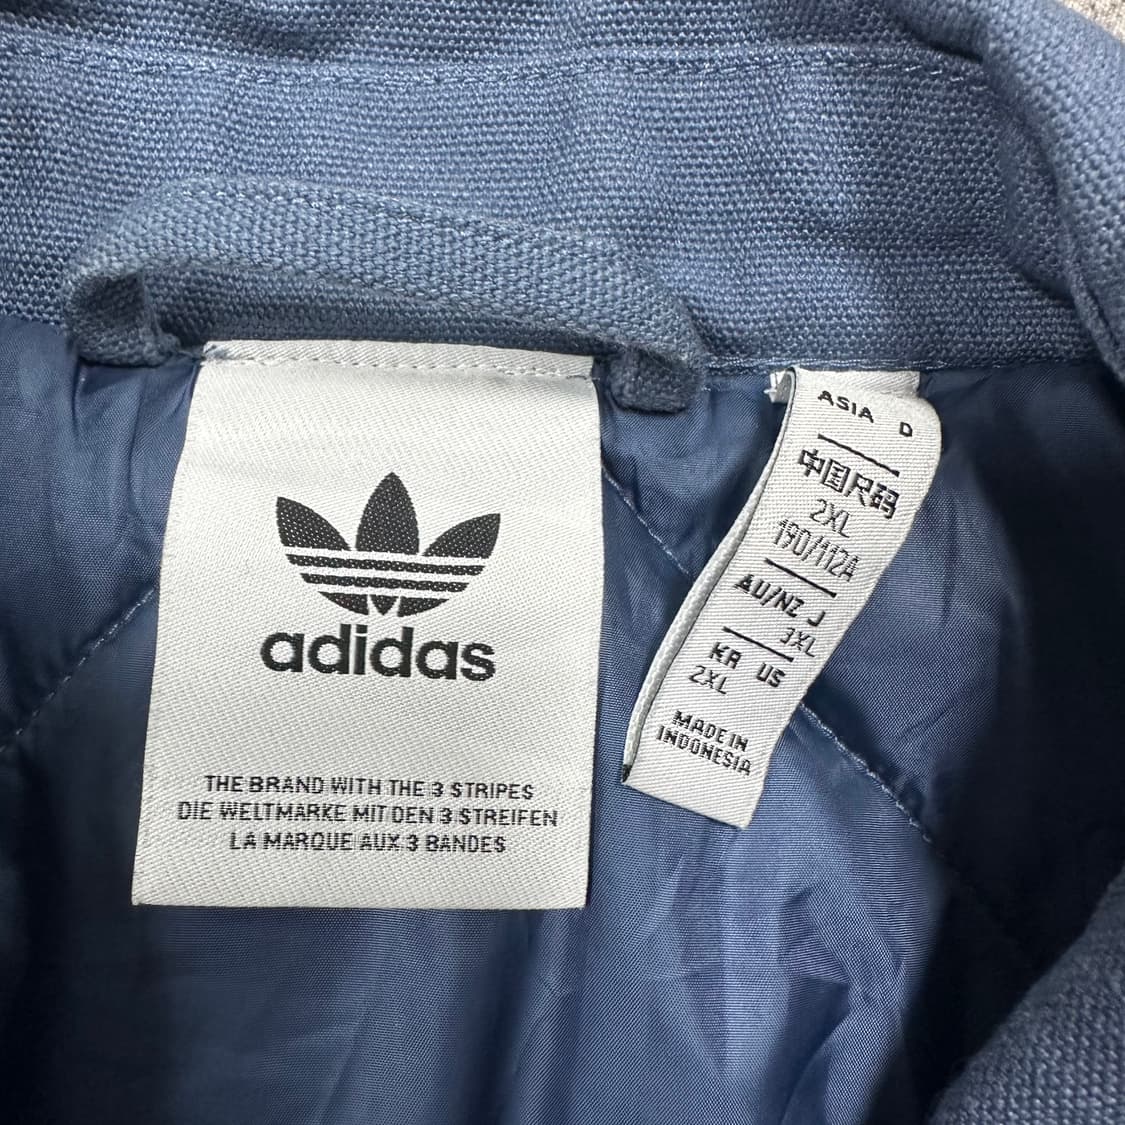 adidas
THE BRAND WITH THE 3 STRIPES
DIE WELTMARKE MIT DEN 3 STREIFEN
LA MARQUE AUX 3 BANDES
ASIA D
中国尺码
2XL
190/112A
AU/NZ J
3XL
KR US
2XL
MADE IN
INDONESIA